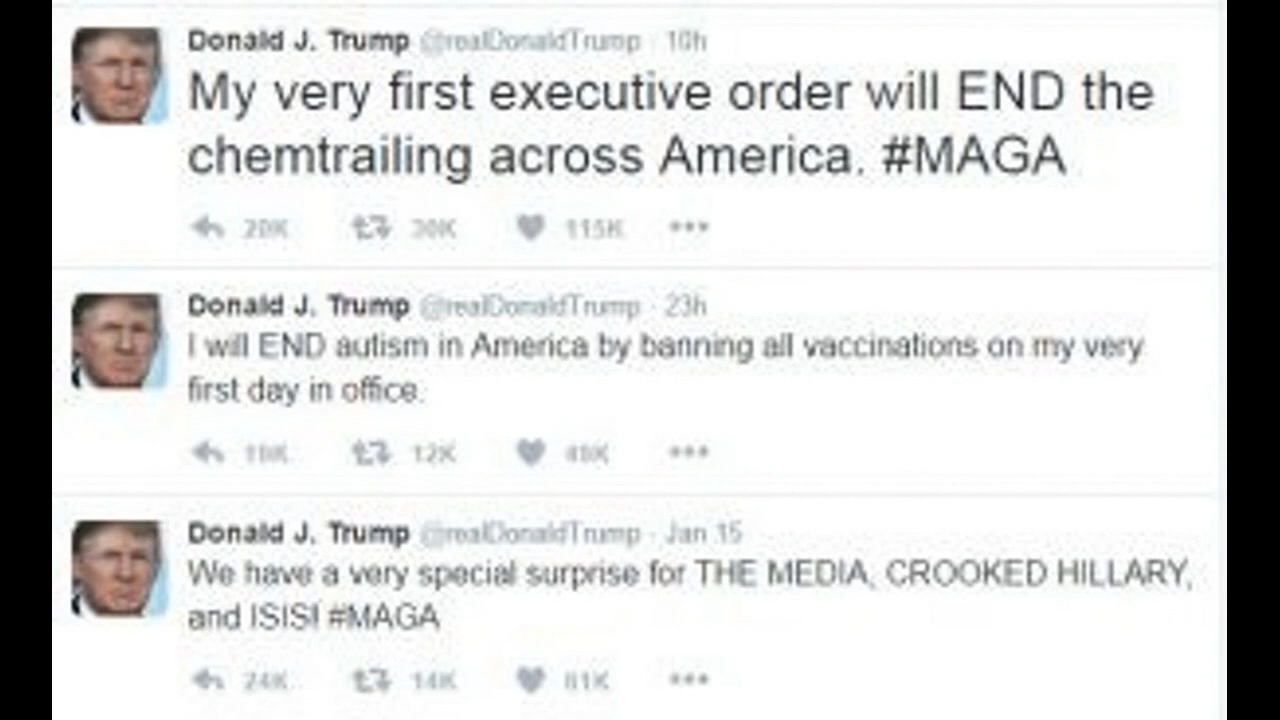 Donald J. Trump @realDonaldTrump · 10h
My very first executive order will END the
chemtrailing across America. #MAGA
20K 30K 115K
Donald J. Trump @realDonaldTrump · 23h
I will END autism in America by banning all vaccinations on my very
first day in office.
12K
Donald J. Trump @realDonaldTrump · Jan 15
We have a very special surprise for THE MEDIA, CROOKED HILLARY,
and ISIS! #MAGA
24K 14K